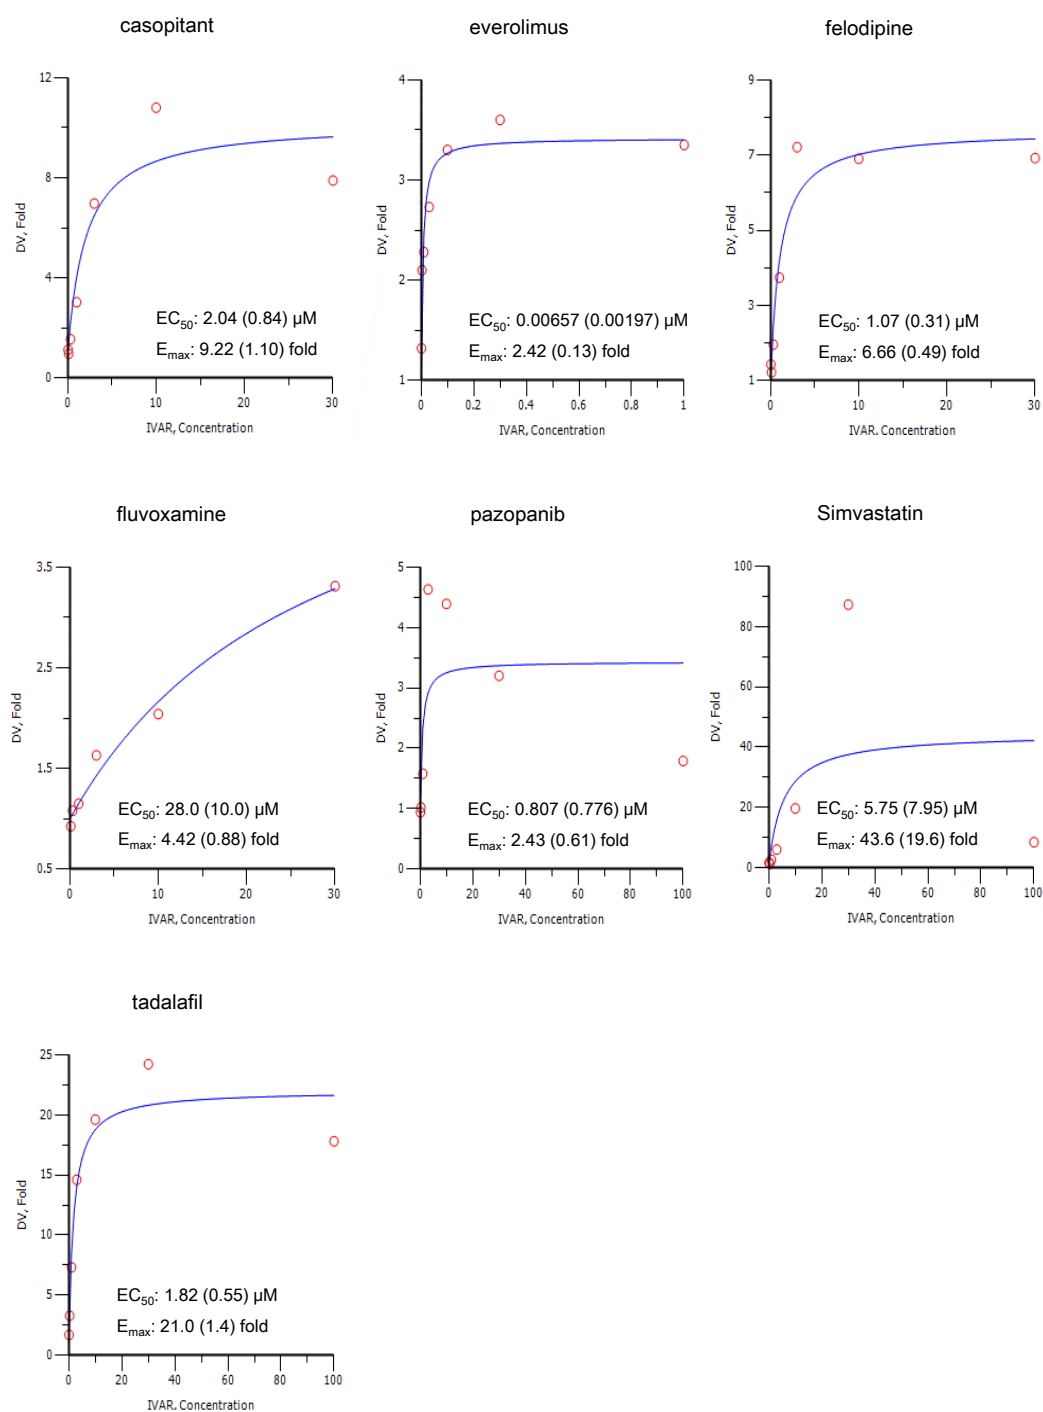 casopitant
12
8
4
0
DV, Fold
EC50: 2.04 (0.84) µM
Emax: 9.22 (1.10) fold
0 10 20 30
IVAR, Concentration
everolimus
4
3
2
1
DV, Fold
EC50: 0.00657 (0.00197) µM
Emax: 2.42 (0.13) fold
0 0.2 0.4 0.6 0.8 1
IVAR, Concentration
felodipine
9
7
5
3
1
DV, Fold
EC50: 1.07 (0.31) µM
Emax: 6.66 (0.49) fold
0 10 20 30
IVAR. Concentration
fluvoxamine
3.5
2.5
1.5
0.5
DV, Fold
EC50: 28.0 (10.0) µM
Emax: 4.42 (0.88) fold
0 10 20 30
IVAR, Concentration
pazopanib
5
4
3
2
1
0
DV, Fold
EC50: 0.807 (0.776) µM
Emax: 2.43 (0.61) fold
0 20 40 60 80 100
IVAR, Concentration
Simvastatin
100
80
60
40
20
0
DV, Fold
EC50: 5.75 (7.95) µM
Emax: 43.6 (19.6) fold
0 20 40 60 80 100
IVAR, Concentration
tadalafil
25
20
15
10
5
0
DV, Fold
EC50: 1.82 (0.55) µM
Emax: 21.0 (1.4) fold
0 20 40 60 80 100
IVAR, Concentration